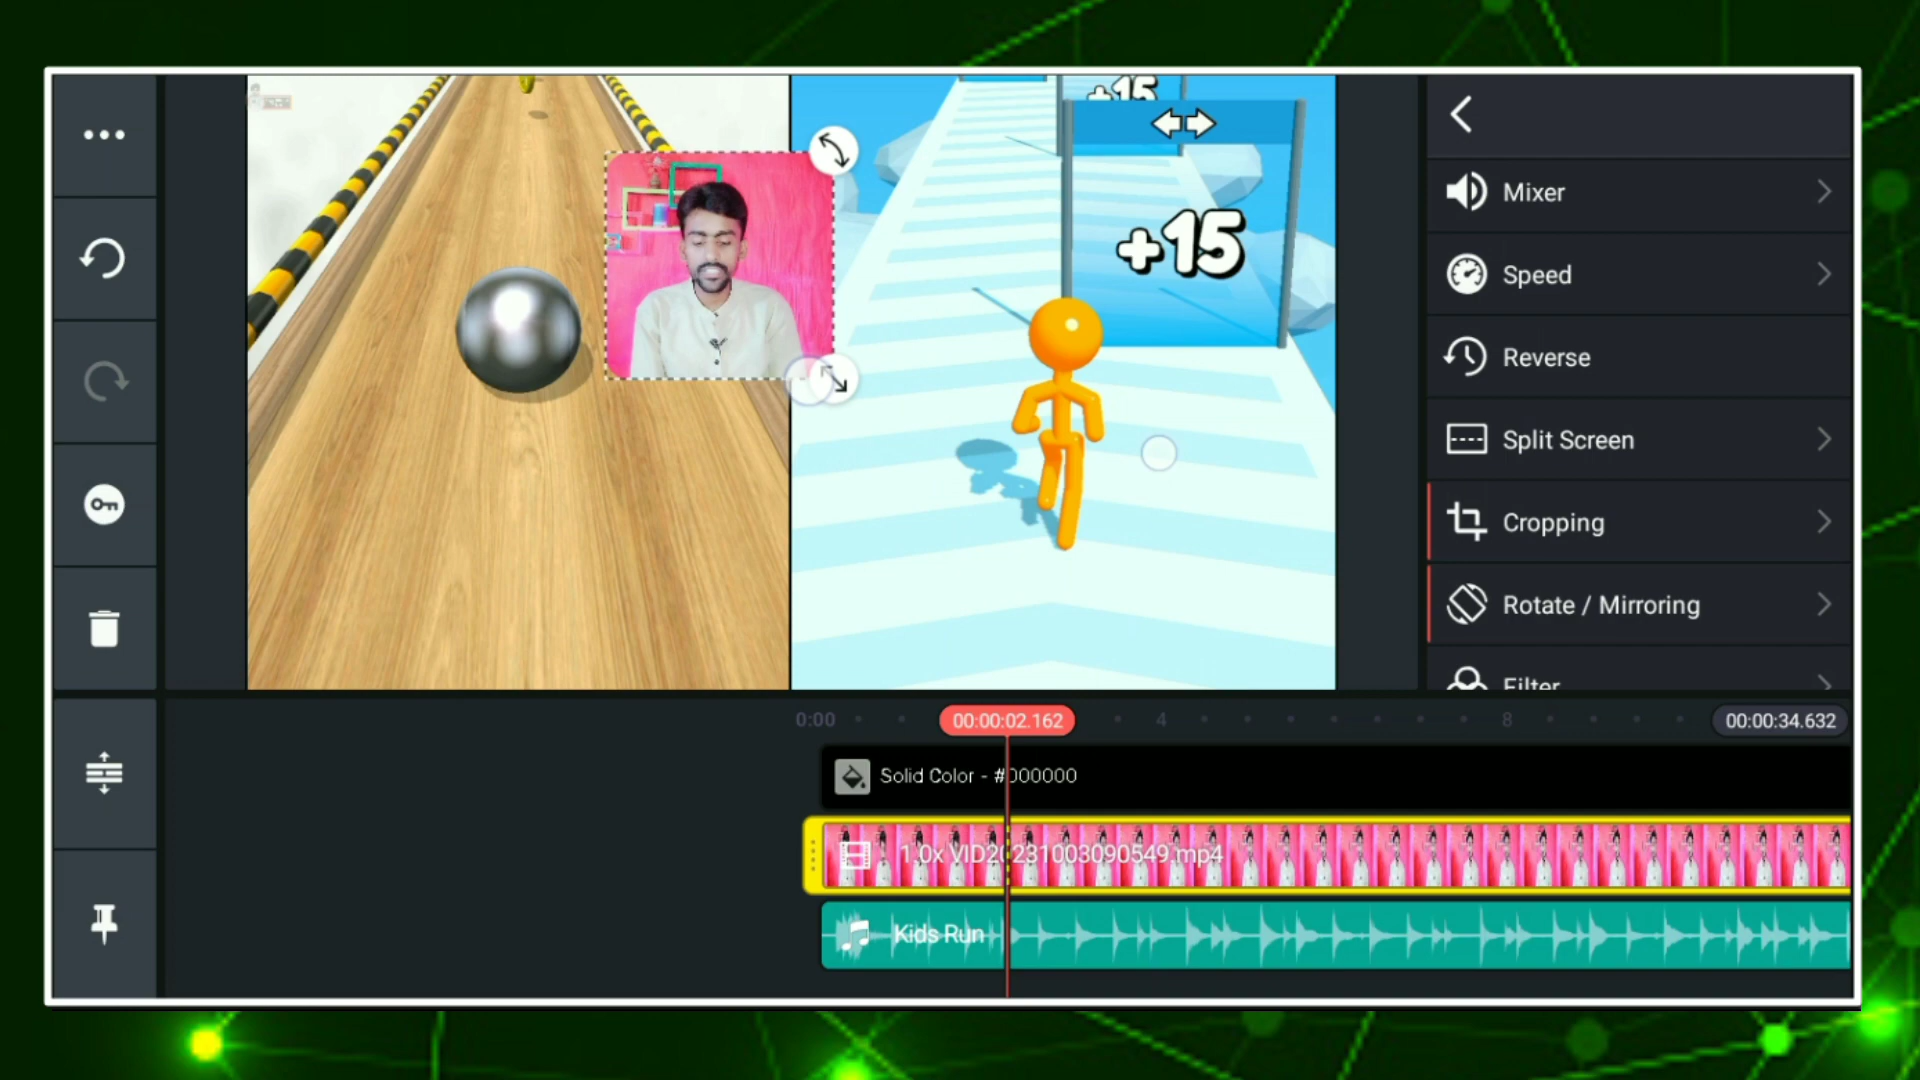 +15
+15
Mixer
Speed
Reverse
Split Screen
Cropping
Rotate / Mirroring
Filter
0:00
00:00:02.162
4
8
00:00:34.632
Solid Color - #000000
1.0x VID20231003090549.mp4
Kids Run